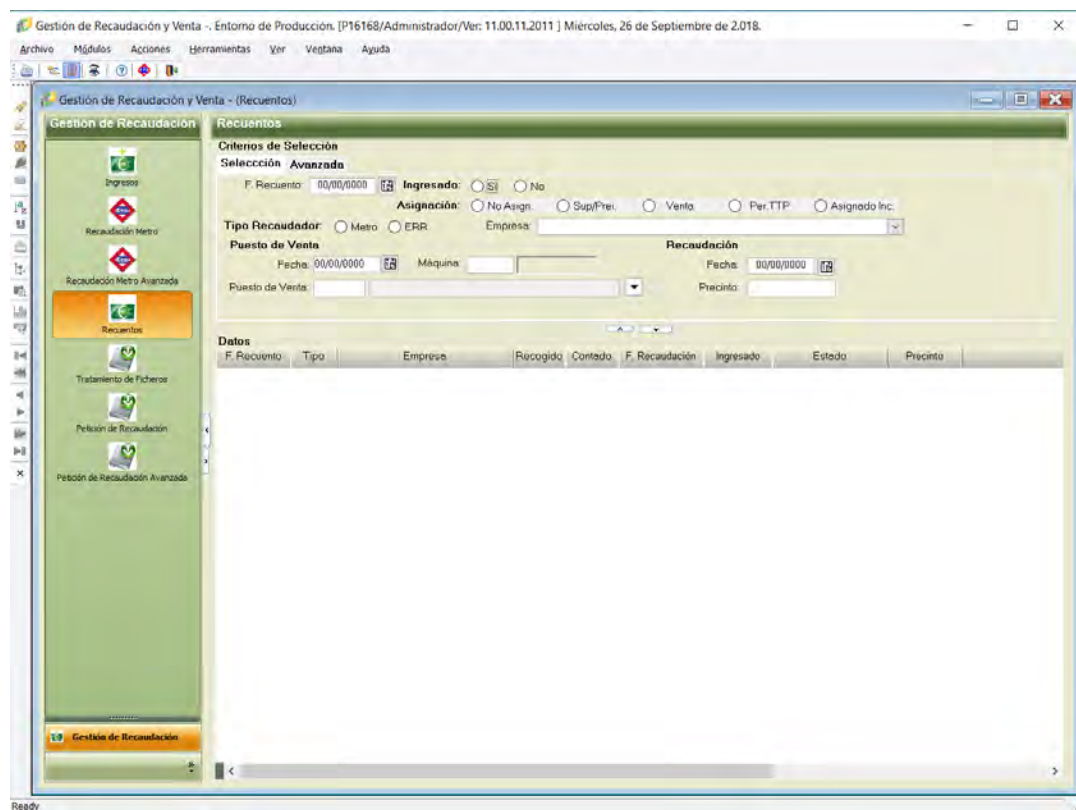 Gestión de Recaudación y Venta -. Entorno de Producción. [P16168/Administrador/Ver: 11.00.11.2011 ] Miercoles, 26 de Septiembre de 2.018.
Archivo Módulos Acciones Herramientas Ver Ventana Ayuda
Gestión de Recaudación y Venta - (Recuentos)
Gestión de Recaudación
Ingresos
Recaudación Metro
Recaudación Metro Avanzada
Recuentos
Tratamiento de Ficheros
Petición de Recaudación
Petición de Recaudación Avanzada
Gestión de Recaudación
Recuentos
Criterios de Selección
Seleccción Avanzada
F. Recuento: 00/00/0000 Ingresado: SI No
Asignación: No Asign. Sup/Prei. Venta Per.TTP Asignado Inc.
Tipo Recaudador: Metro ERR Empresa:
Puesto de Venta Recaudación
Fecha: 00/00/0000 Máquina: Fecha: 00/00/0000
Puesto de Venta: Precinto:
Datos
F. Recuento Tipo Empresa Recogido Contado F. Recaudación Ingresado Estado Precinto
Ready